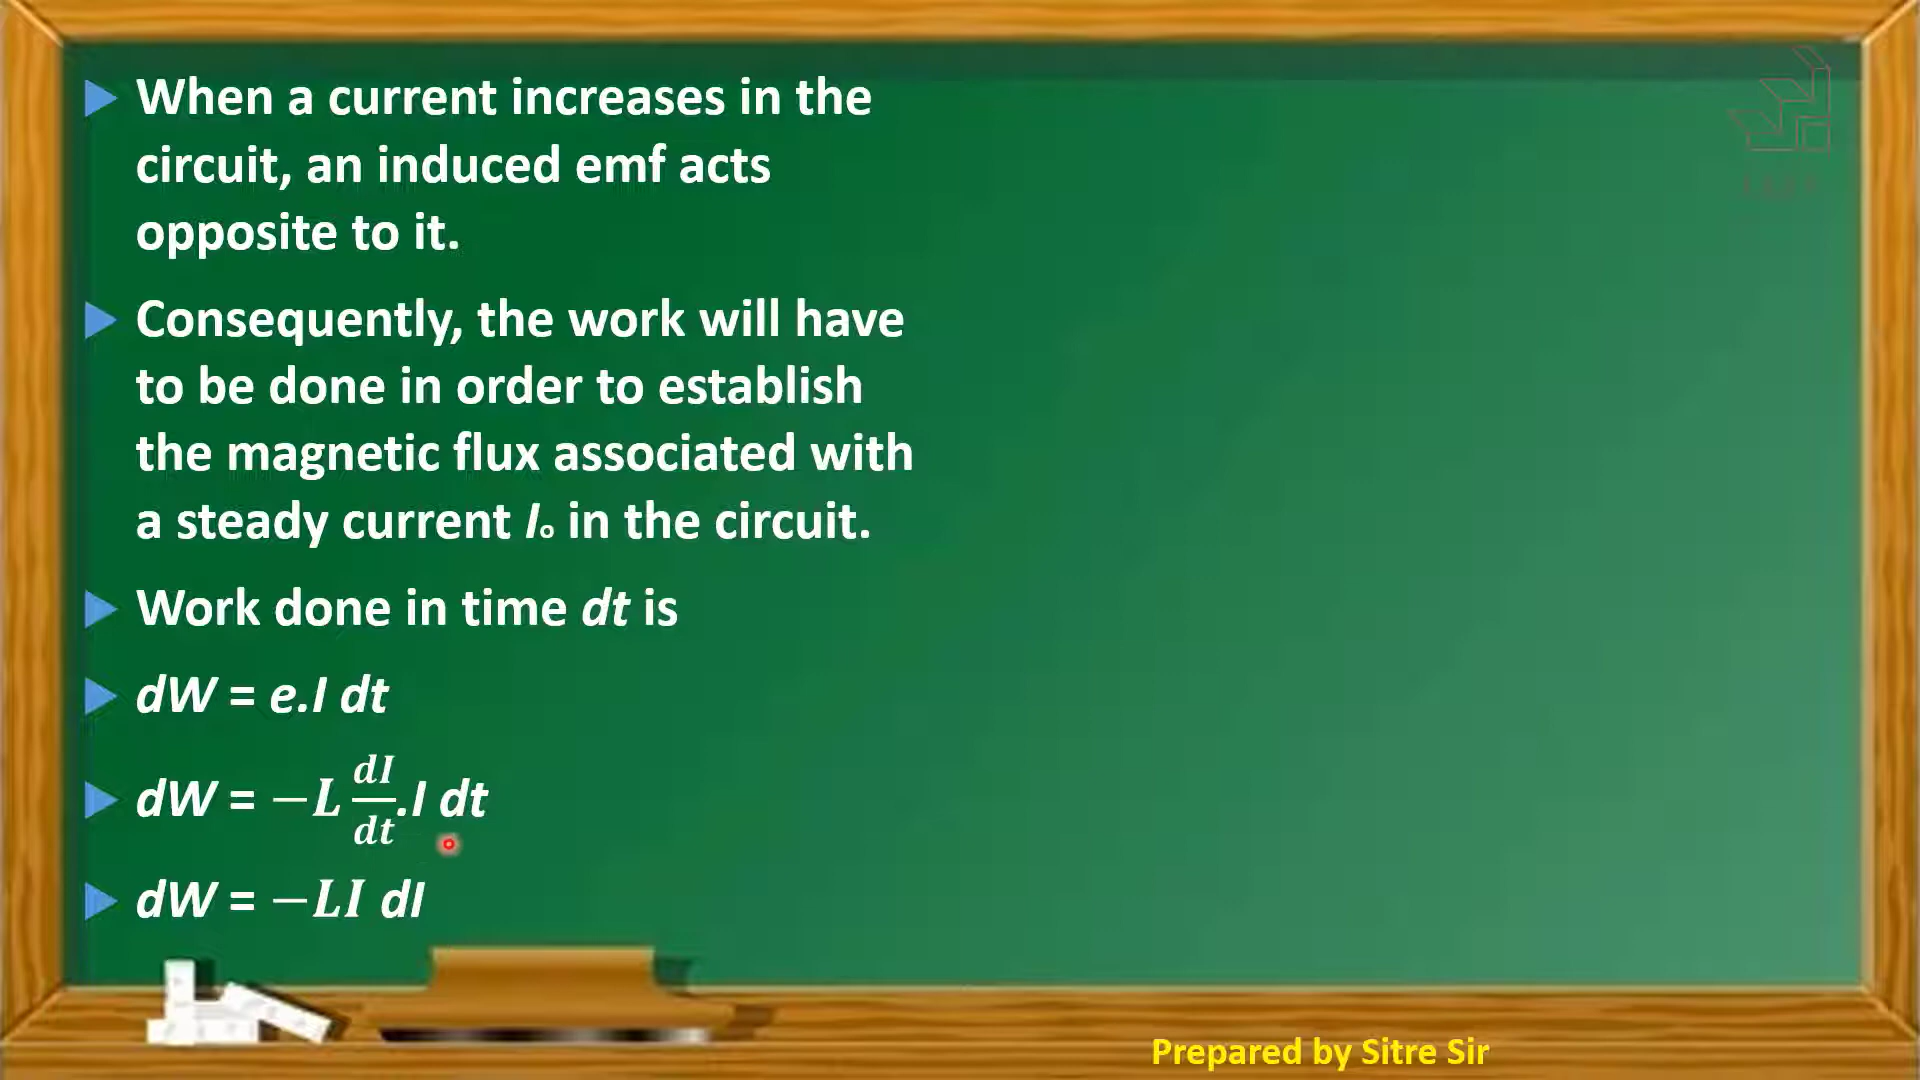 When a current increases in the
circuit, an induced emf acts
opposite to it.
Consequently, the work will have
to be done in order to establish
the magnetic flux associated with
a steady current Iₒ in the circuit.
Work done in time dt is
dW = e.I dt
dW = −L dI/dt .I dt
dW = −LI dI
Prepared by Sitre Sir